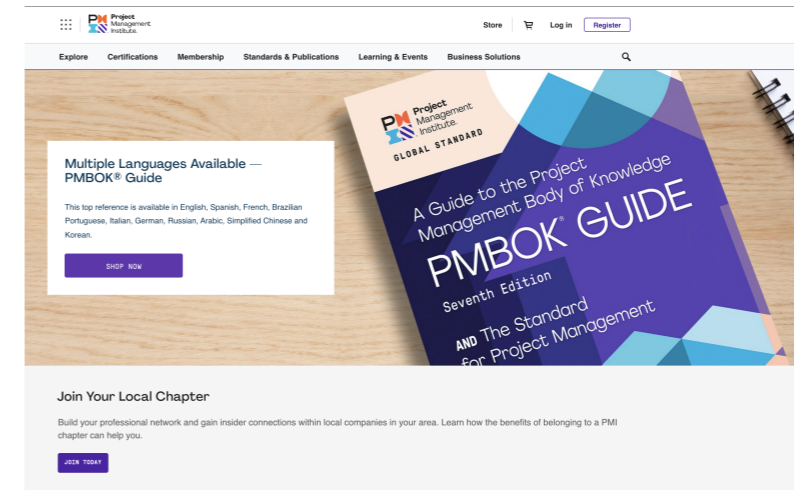 Project
Management
Institute.
Store
Log in
Register
Explore
Certifications
Membership
Standards & Publications
Learning & Events
Business Solutions
Multiple Languages Available —
PMBOK® Guide
This top reference is available in English, Spanish, French, Brazilian
Portuguese, Italian, German, Russian, Arabic, Simplified Chinese and
Korean.
SHOP NOW
Project
Management
Institute.
GLOBAL STANDARD
A Guide to the Project
Management Body of Knowledge
PMBOK® GUIDE
Seventh Edition
AND The Standard
for Project Management
Join Your Local Chapter
Build your professional network and gain insider connections within local companies in your area. Learn how the benefits of belonging to a PMI
chapter can help you.
JOIN TODAY